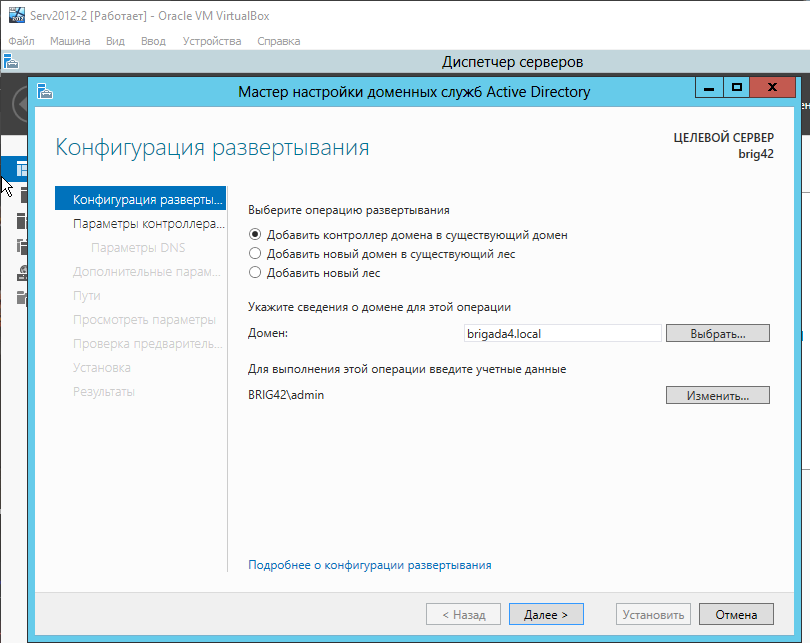 Serv2012-2 [Работает] - Oracle VM VirtualBox
Файл Машина Вид Ввод Устройства Справка
Диспетчер серверов
Мастер настройки доменных служб Active Directory
Конфигурация развертывания
ЦЕЛЕВОЙ СЕРВЕР
brig42
Конфигурация разверты...
Параметры контроллера...
Параметры DNS
Дополнительные парам...
Пути
Просмотреть параметры
Проверка предваритель...
Установка
Результаты
Выберите операцию развертывания
Добавить контроллер домена в существующий домен
Добавить новый домен в существующий лес
Добавить новый лес
Укажите сведения о домене для этой операции
Домен: brigada4.local Выбрать...
Для выполнения этой операции введите учетные данные
BRIG42\admin Изменить...
Подробнее о конфигурации развертывания
< Назад Далее > Установить Отмена